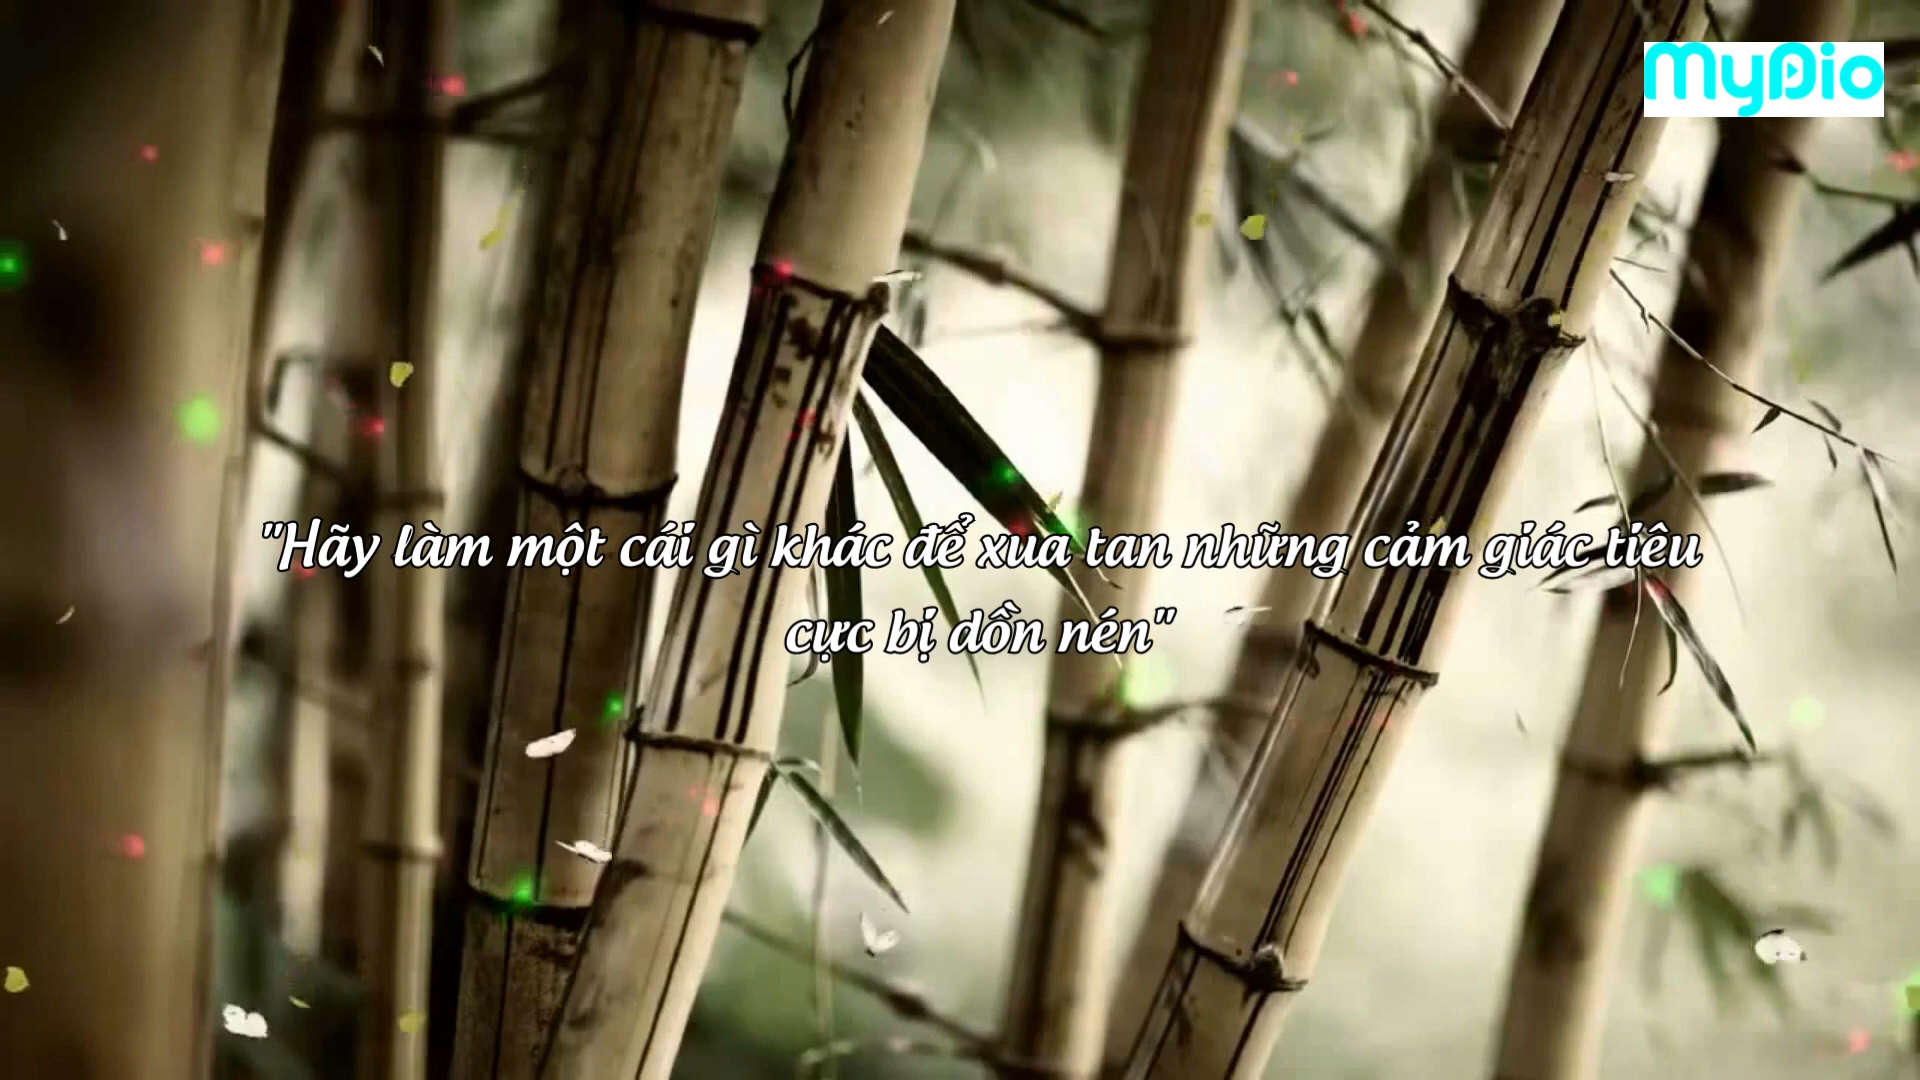 MyDio
"Hãy làm một cái gì khác để xua tan những cảm giác tiêu
cực bị dồn nén"